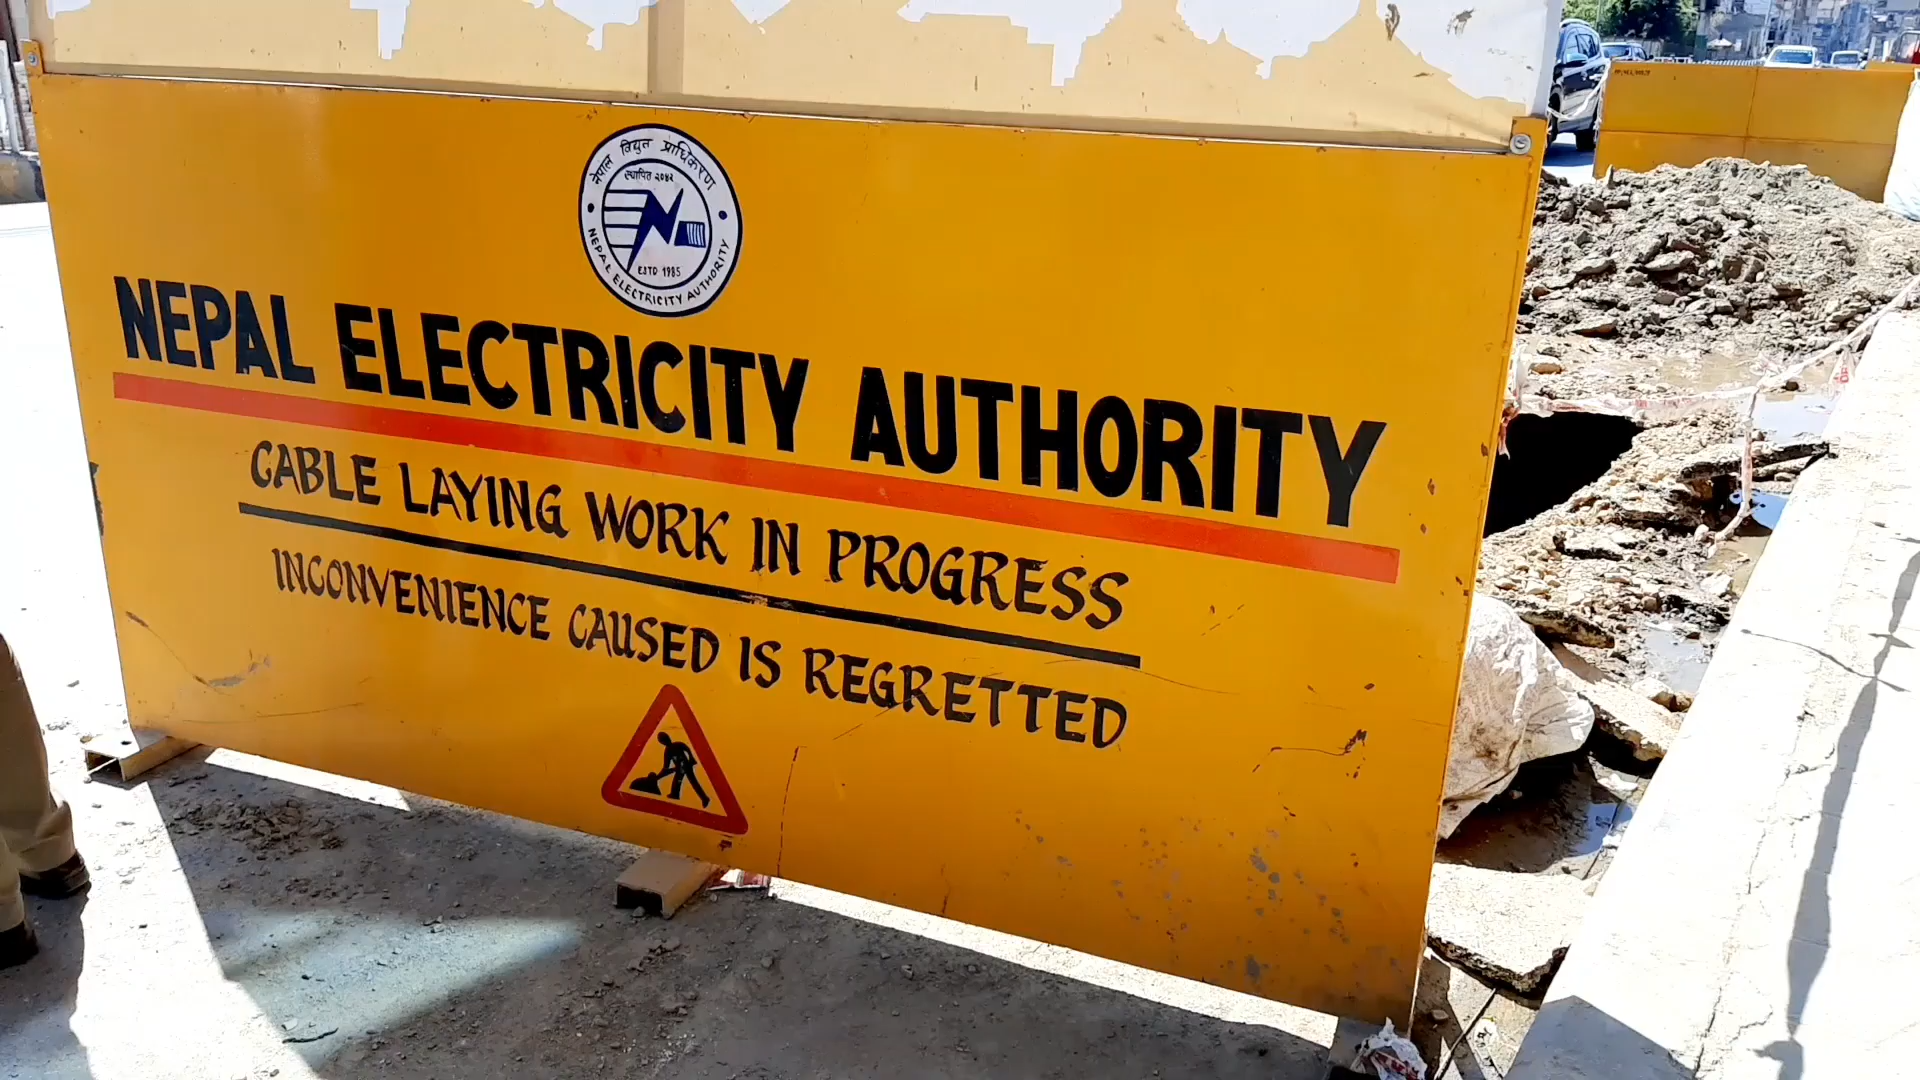 नेपाल विद्युत प्राधिकरण
स्थापित २०४२
ESTD 1985
NEPAL ELECTRICITY AUTHORITY
NEPAL ELECTRICITY AUTHORITY
CABLE LAYING WORK IN PROGRESS
INCONVENIENCE CAUSED IS REGRETTED